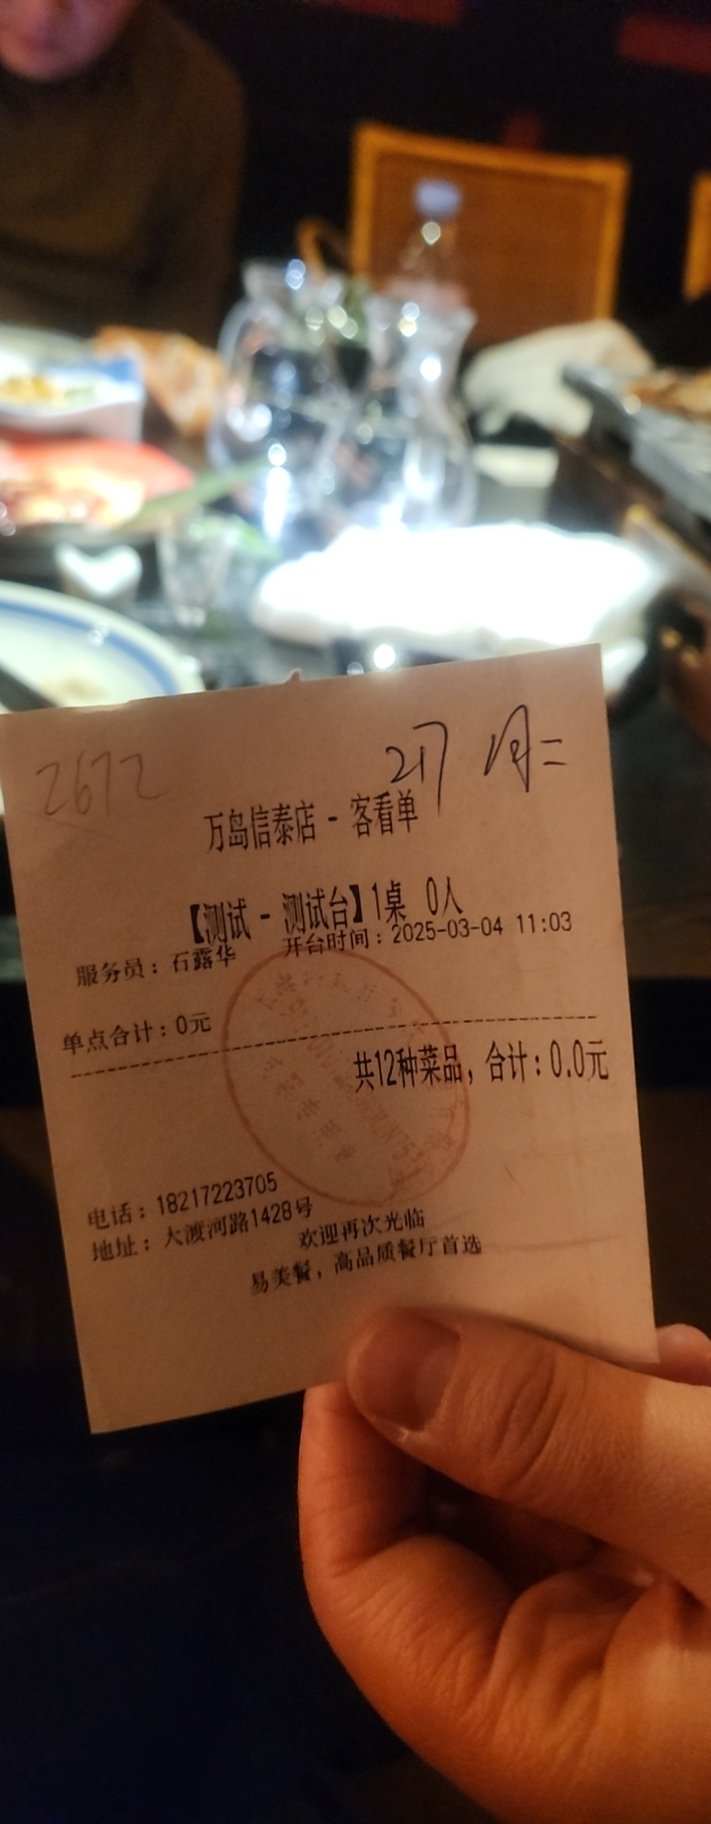 2672
217 月二
万岛信泰店 - 客看单
【测试 - 测试台】1桌 0人
服务员：石露华 开台时间：2025-03-04 11:03
单点合计：0元
共12种菜品，合计：0.0元
电话：18217223705
地址：大渡河路1428号
欢迎再次光临
易美餐，高品质餐厅首选